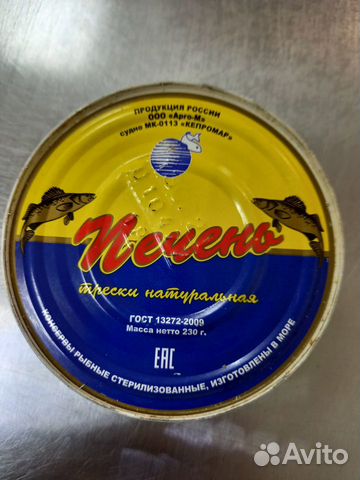 ПРОДУКЦИЯ РОССИИ
ООО «Арго-М»
судно МК-0113 «КЕПРОМАР»
Печень
трески натуральная
ГОСТ 13272-2009
Масса нетто 230 г.
EAC
КОНСЕРВЫ РЫБНЫЕ СТЕРИЛИЗОВАННЫЕ, ИЗГОТОВЛЕНЫ В МОРЕ
Avito